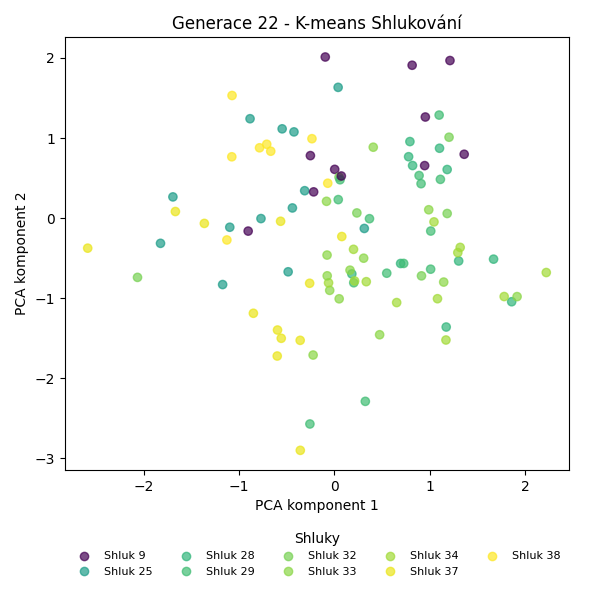 Generace 22 - K-means Shlukování
PCA komponent 2
2
1
0
−1
−2
−3
−2
−1
0
1
2
PCA komponent 1
Shluky
Shluk 9
Shluk 28
Shluk 32
Shluk 34
Shluk 38
Shluk 25
Shluk 29
Shluk 33
Shluk 37